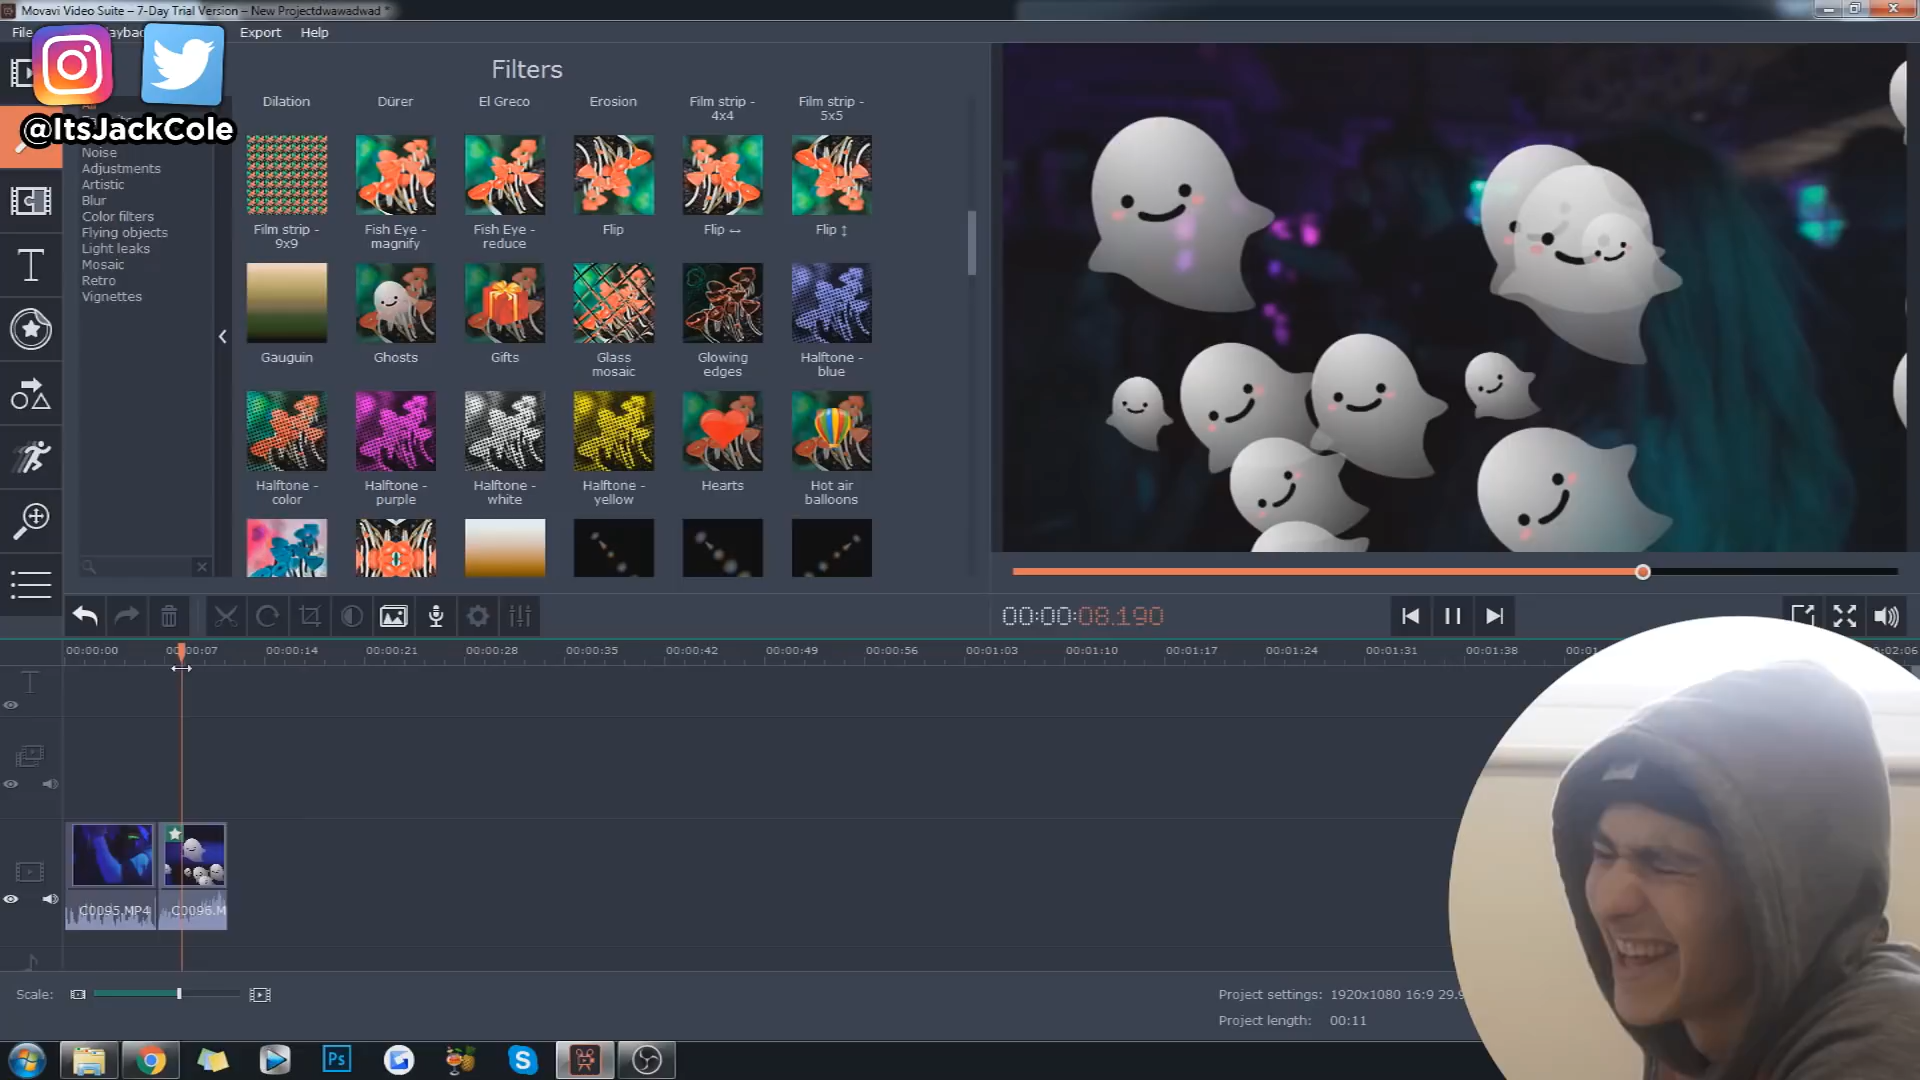 Movavi Video Suite – 7-Day Trial Version – New Projectdwawadwad *
File
Export
Help
@ItsJackCole
All
Noise
Adjustments
Artistic
Blur
Color filters
Flying objects
Light leaks
Mosaic
Retro
Vignettes
Filters
Dilation
Dürer
El Greco
Erosion
Film strip - 4x4
Film strip - 5x5
Film strip - 9x9
Fish Eye - magnify
Fish Eye - reduce
Flip
Flip ↔
Flip ↕
Gauguin
Ghosts
Gifts
Glass mosaic
Glowing edges
Halftone - blue
Halftone - color
Halftone - purple
Halftone - white
Halftone - yellow
Hearts
Hot air balloons
00:00:08.190
00:00:00
00:00:07
00:00:14
00:00:21
00:00:28
00:00:35
00:00:42
00:00:49
00:00:56
00:01:03
00:01:10
00:01:17
00:01:24
00:01:31
00:01:38
02:06
C0095.MP4
C0096.M
Scale:
Project settings: 1920x1080 16:9 29.9
Project length: 00:11
Ps